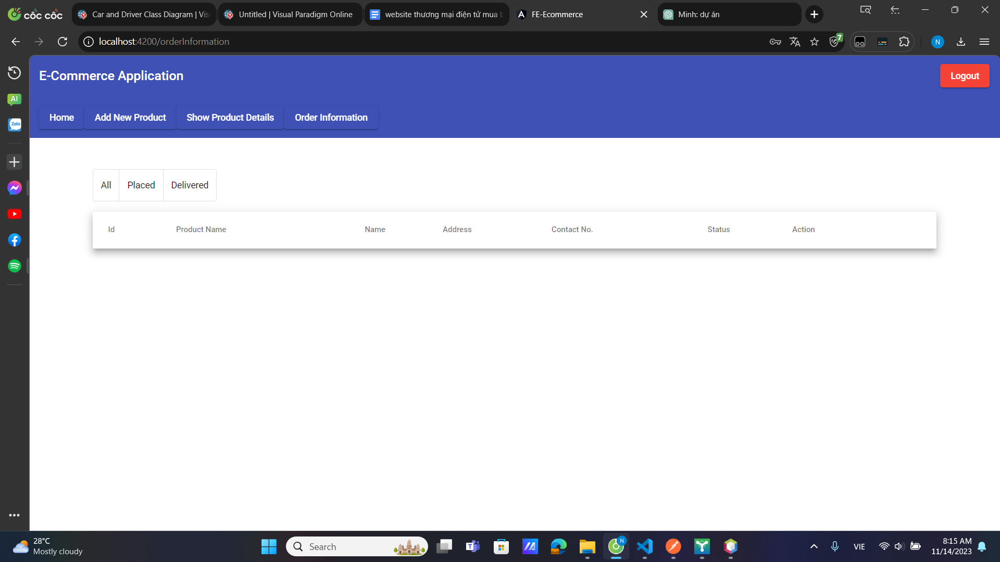 cốc cốc
Car and Driver Class Diagram | Vis
Untitled | Visual Paradigm Online
website thương mại điện tử mua b
FE-Ecommerce
Minh: dự án
localhost:4200/orderInformation
7
N
E-Commerce Application
Logout
Home
Add New Product
Show Product Details
Order Information
AI
Zalo
All
Placed
Delivered
Id
Product Name
Name
Address
Contact No.
Status
Action
28°C
Mostly cloudy
Search
T
N
VIE
8:15 AM
11/14/2023